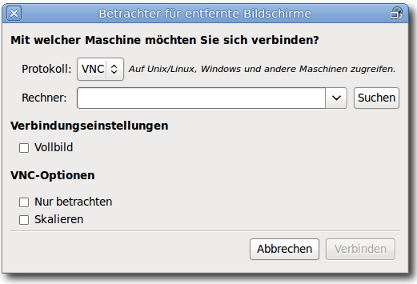 Betrachter für entfernte Bildschirme
Mit welcher Maschine möchten Sie sich verbinden?
Protokoll: VNC Auf Unix/Linux, Windows und andere Maschinen zugreifen.
Rechner: Suchen
Verbindungseinstellungen
Vollbild
VNC-Optionen
Nur betrachten
Skalieren
Abbrechen Verbinden